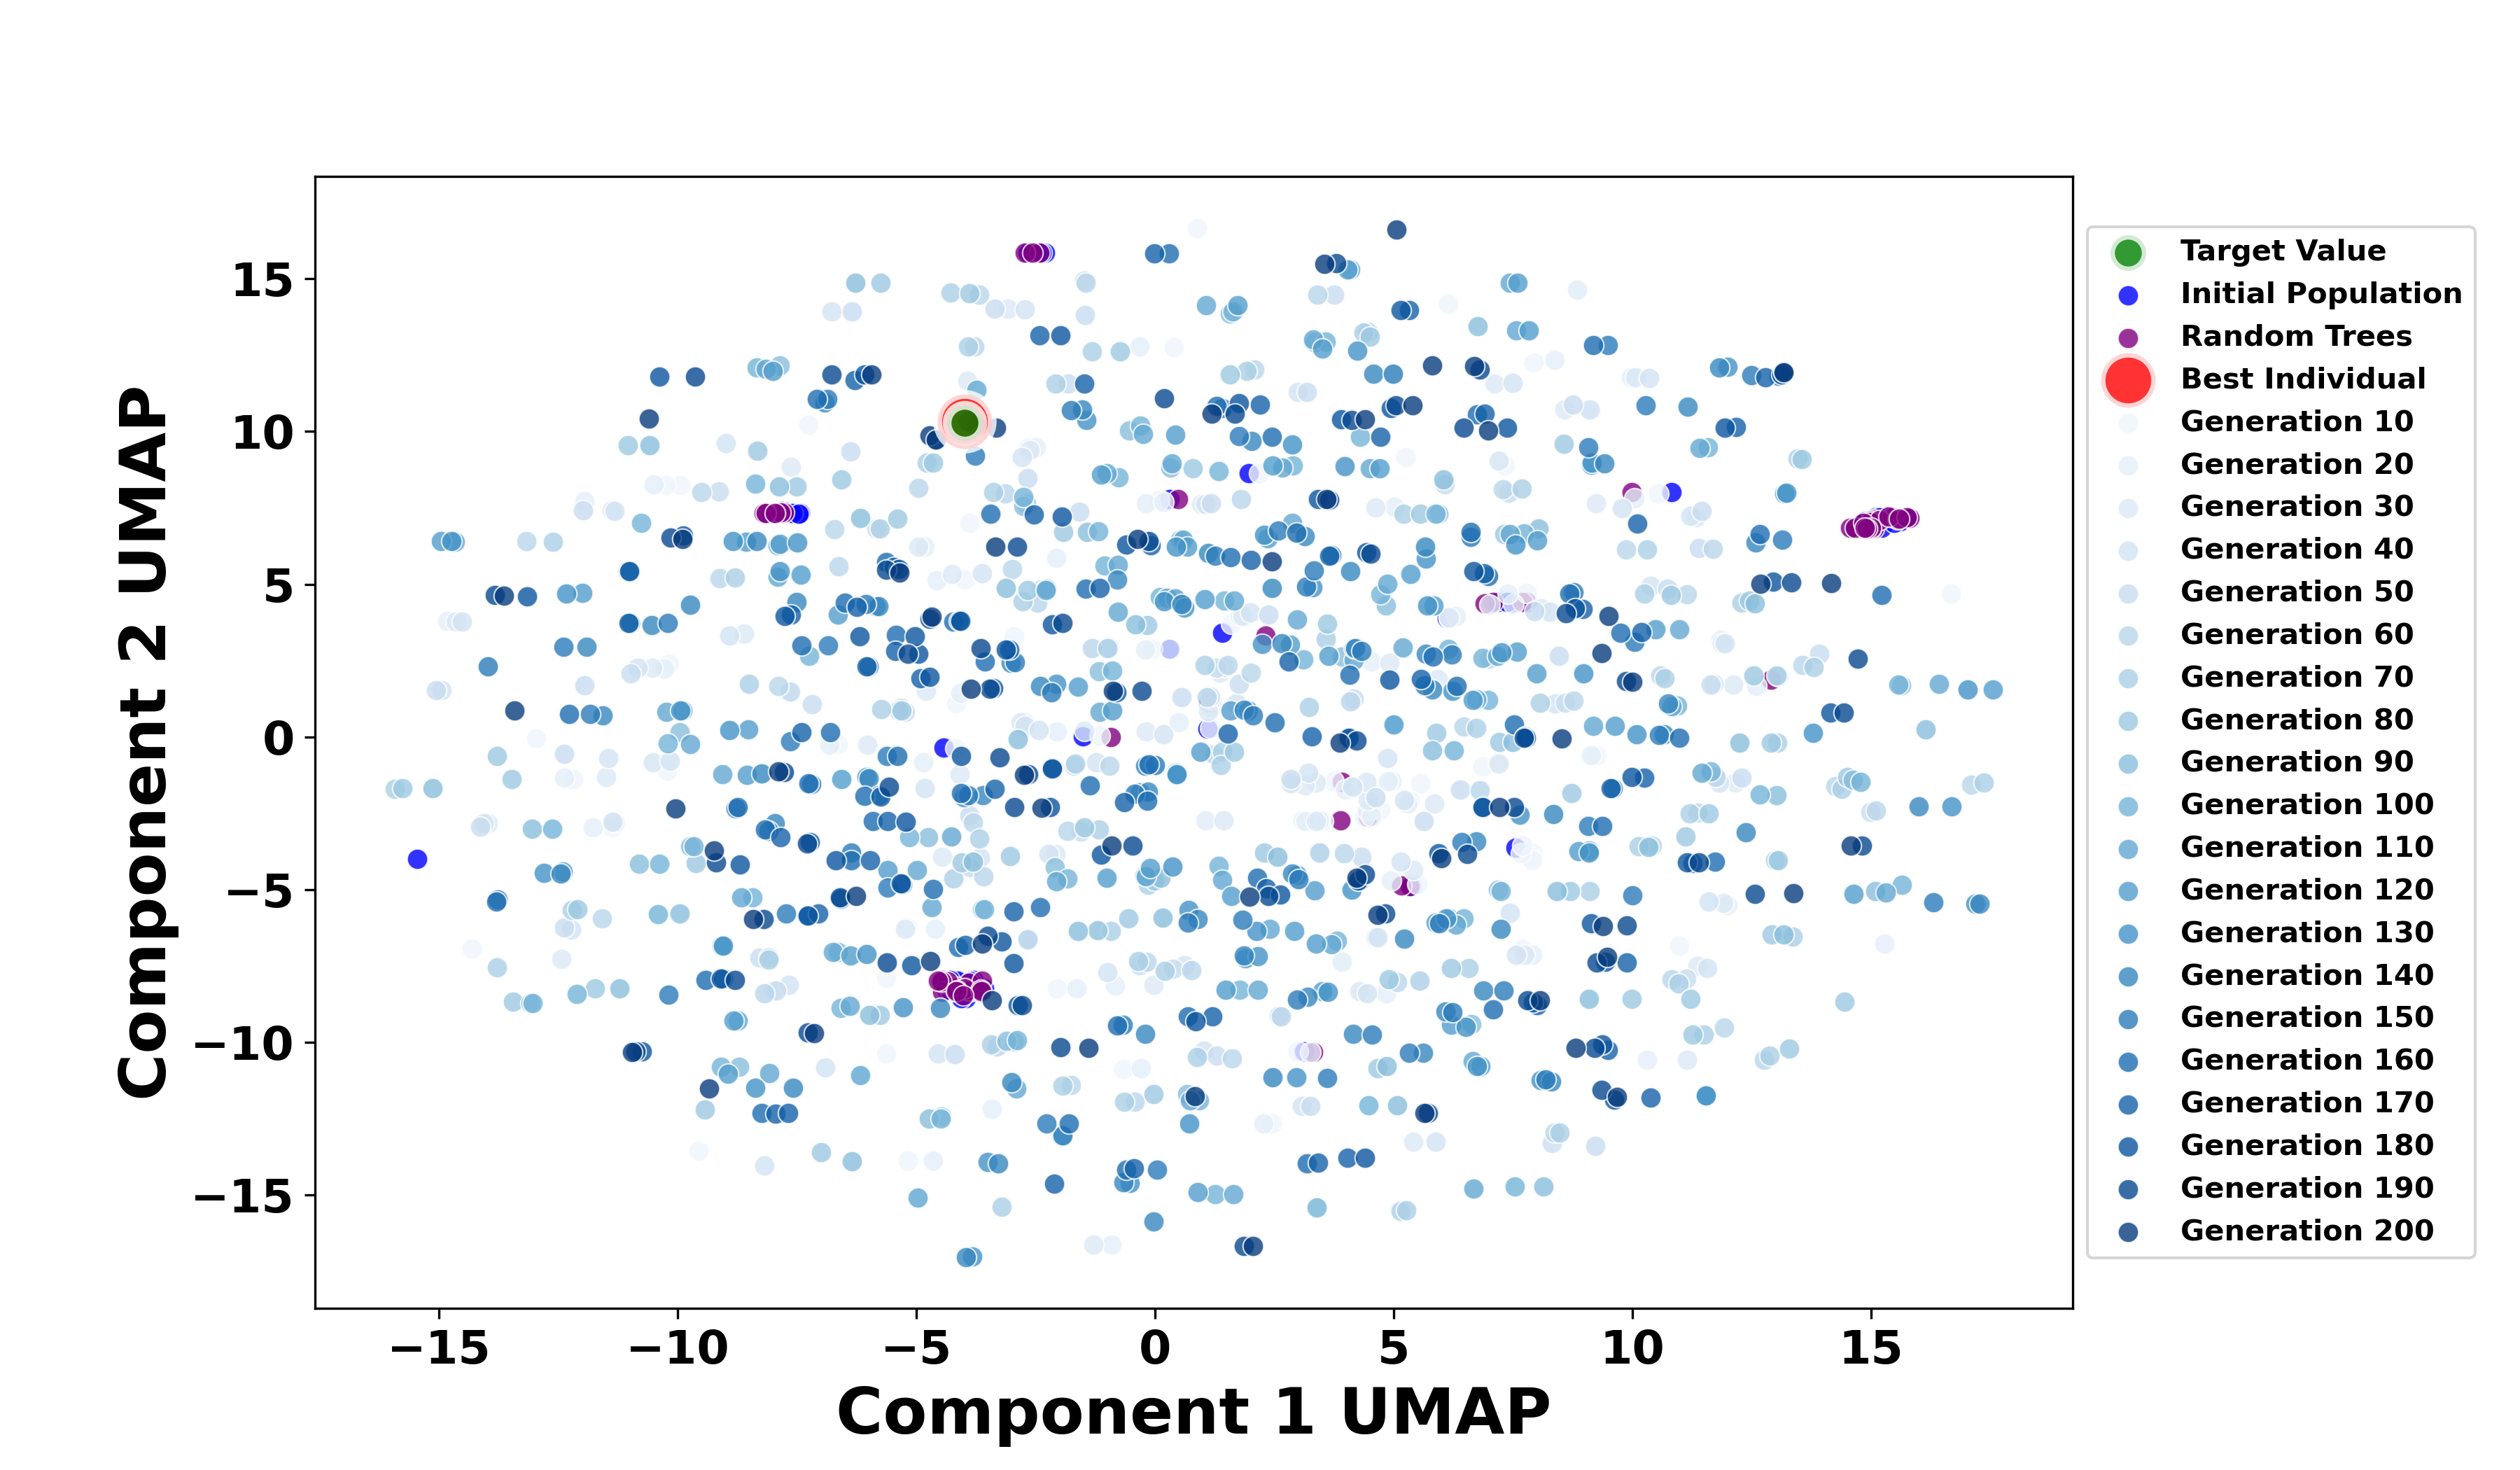 Component 2 UMAP
15
10
5
0
−5
−10
−15
−15
−10
−5
0
5
10
15
Component 1 UMAP
Target Value
Initial Population
Random Trees
Best Individual
Generation 10
Generation 20
Generation 30
Generation 40
Generation 50
Generation 60
Generation 70
Generation 80
Generation 90
Generation 100
Generation 110
Generation 120
Generation 130
Generation 140
Generation 150
Generation 160
Generation 170
Generation 180
Generation 190
Generation 200